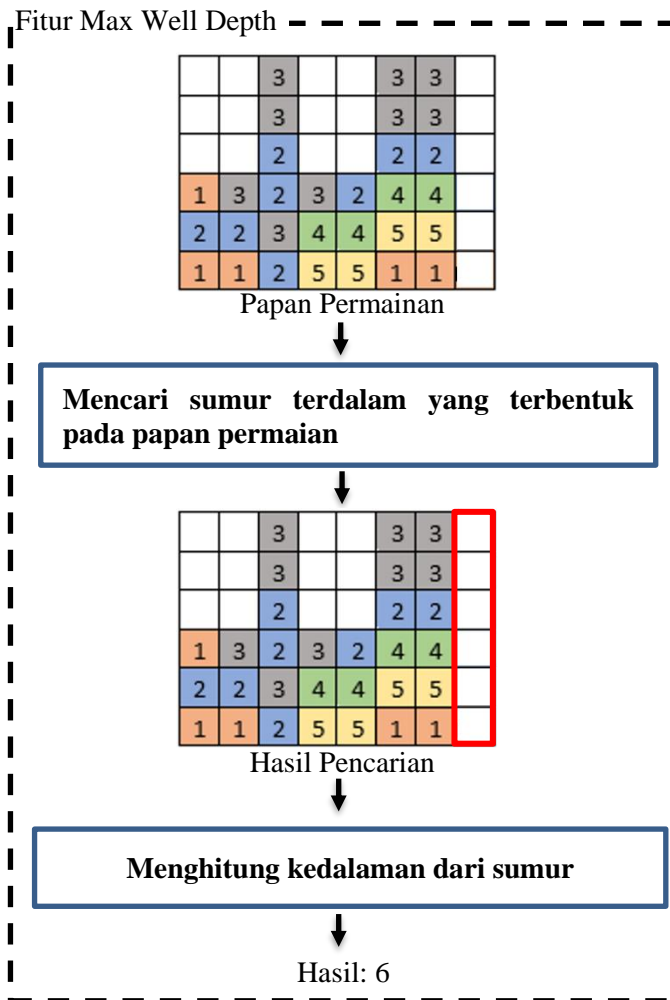 Fitur Max Well Depth
3 3 3
3 3 3
2 2 2
1 3 2 3 2 4 4
2 2 3 4 4 5 5
1 1 2 5 5 1 1
Papan Permainan
Mencari sumur terdalam yang terbentuk
pada papan permaian
3 3 3
3 3 3
2 2 2
1 3 2 3 2 4 4
2 2 3 4 4 5 5
1 1 2 5 5 1 1
Hasil Pencarian
Menghitung kedalaman dari sumur
Hasil: 6